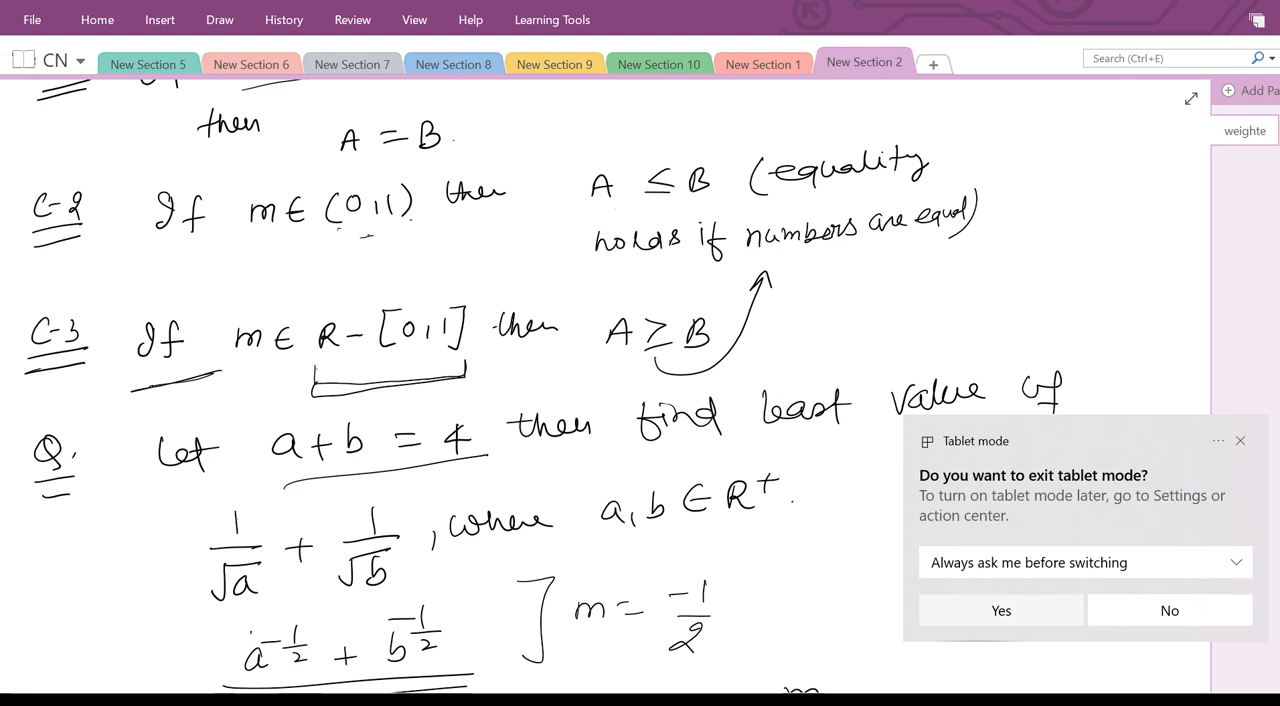 File Home Insert Draw History Review View Help Learning Tools
CN New Section 5 New Section 6 New Section 7 New Section 8 New Section 9 New Section 10 New Section 1 New Section 2 Search (Ctrl+E)
Add Pa
weighte
then A = B.
C-2 If m ∈ (0,1) then A ≤ B (equality
holds if numbers are equal)
C-3 If m ∈ R - [0,1] then A ≥ B
Q. Let a + b = 4 then find least value of
1/√a + 1/√b , where a, b ∈ R⁺.
a^(-1/2) + b^(-1/2) ] m = -1/2
m
Tablet mode
Do you want to exit tablet mode?
To turn on tablet mode later, go to Settings or
action center.
Always ask me before switching
Yes No